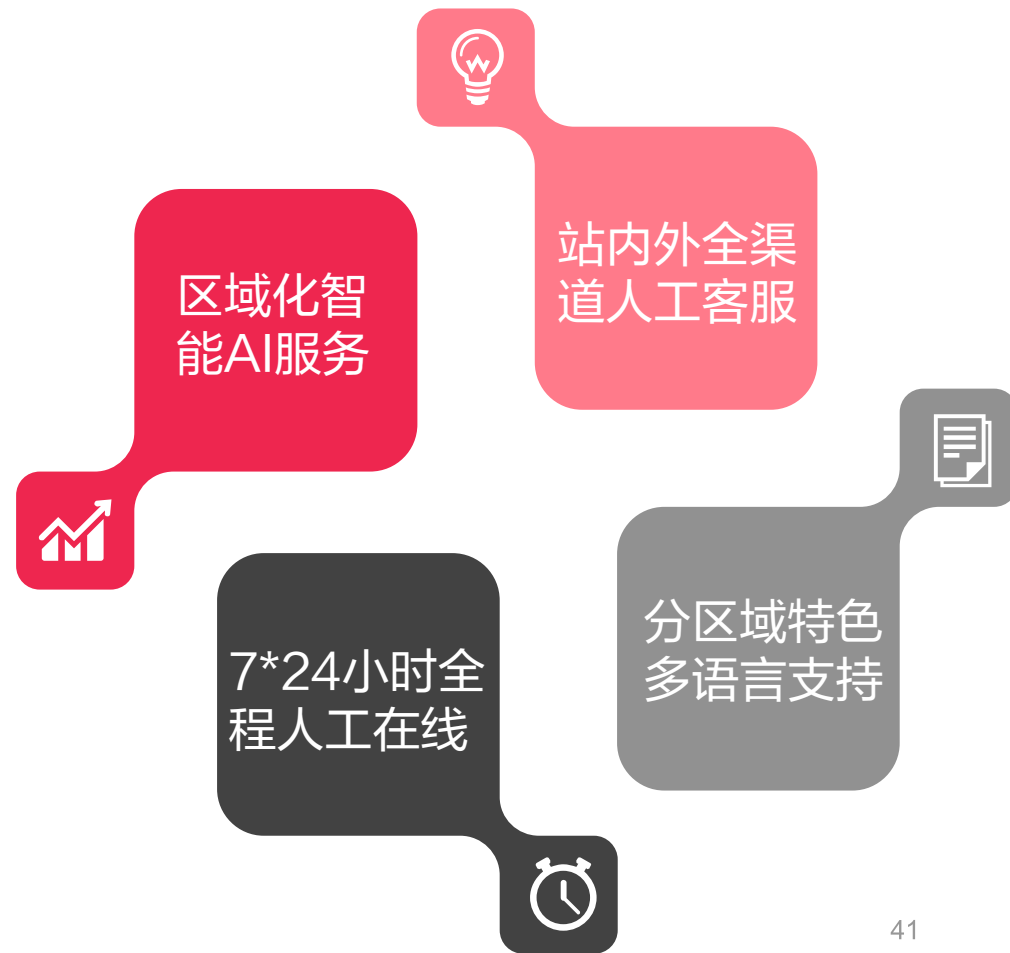 站内外全渠
道人工客服
区域化智
能AI服务
分区域特色
多语言支持
7*24小时全
程人工在线
41